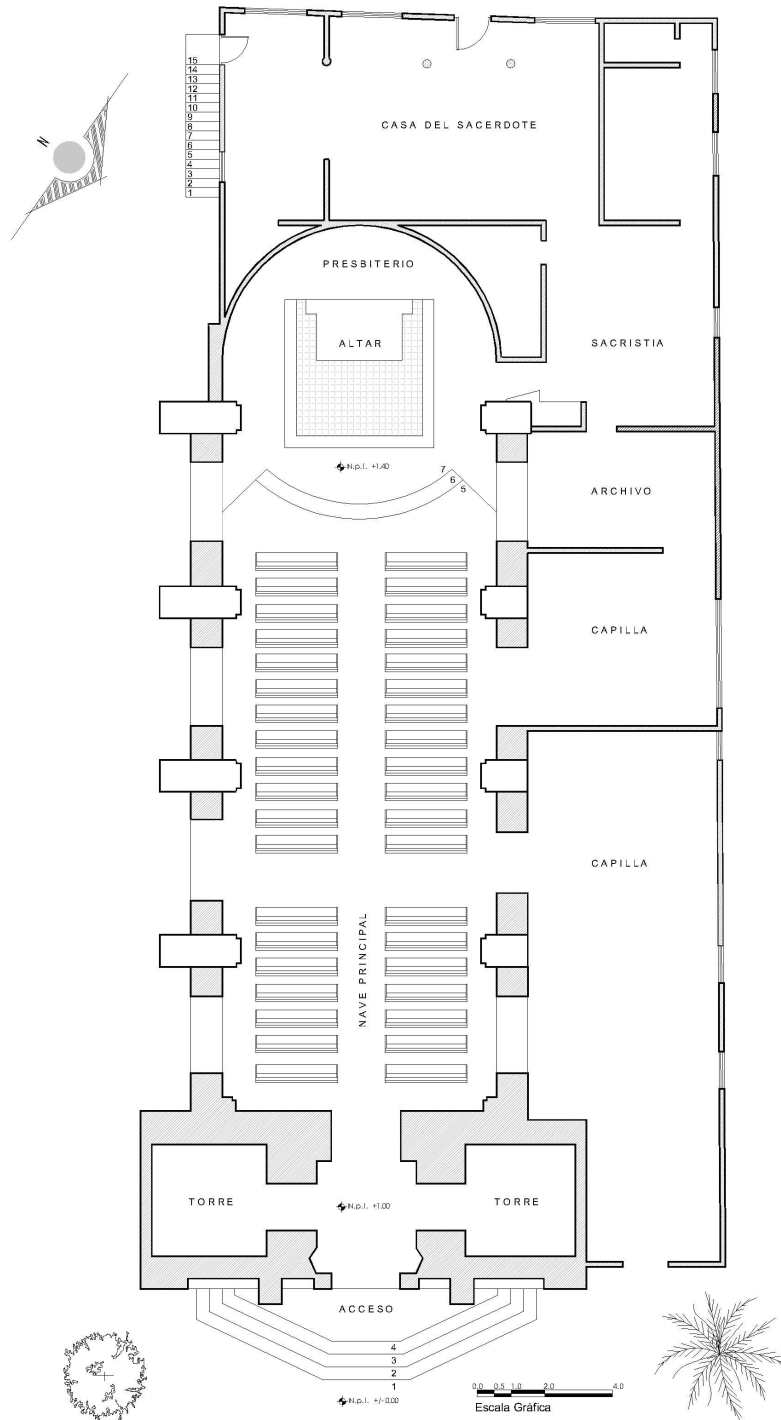 15
14
13
12
11
10
9
8
7
6
5
4
3
2
1
N
CASA DEL SACERDOTE
PRESBITERIO
ALTAR
SACRISTIA
N.p.t. +1.40
7
6
5
ARCHIVO
CAPILLA
CAPILLA
NAVE PRINCIPAL
TORRE
N.p.t. +1.00
TORRE
ACCESO
4
3
2
1
N.p.t. +/- 0.00
0.0 0.5 1.0 2.0 4.0
Escala Gráfica